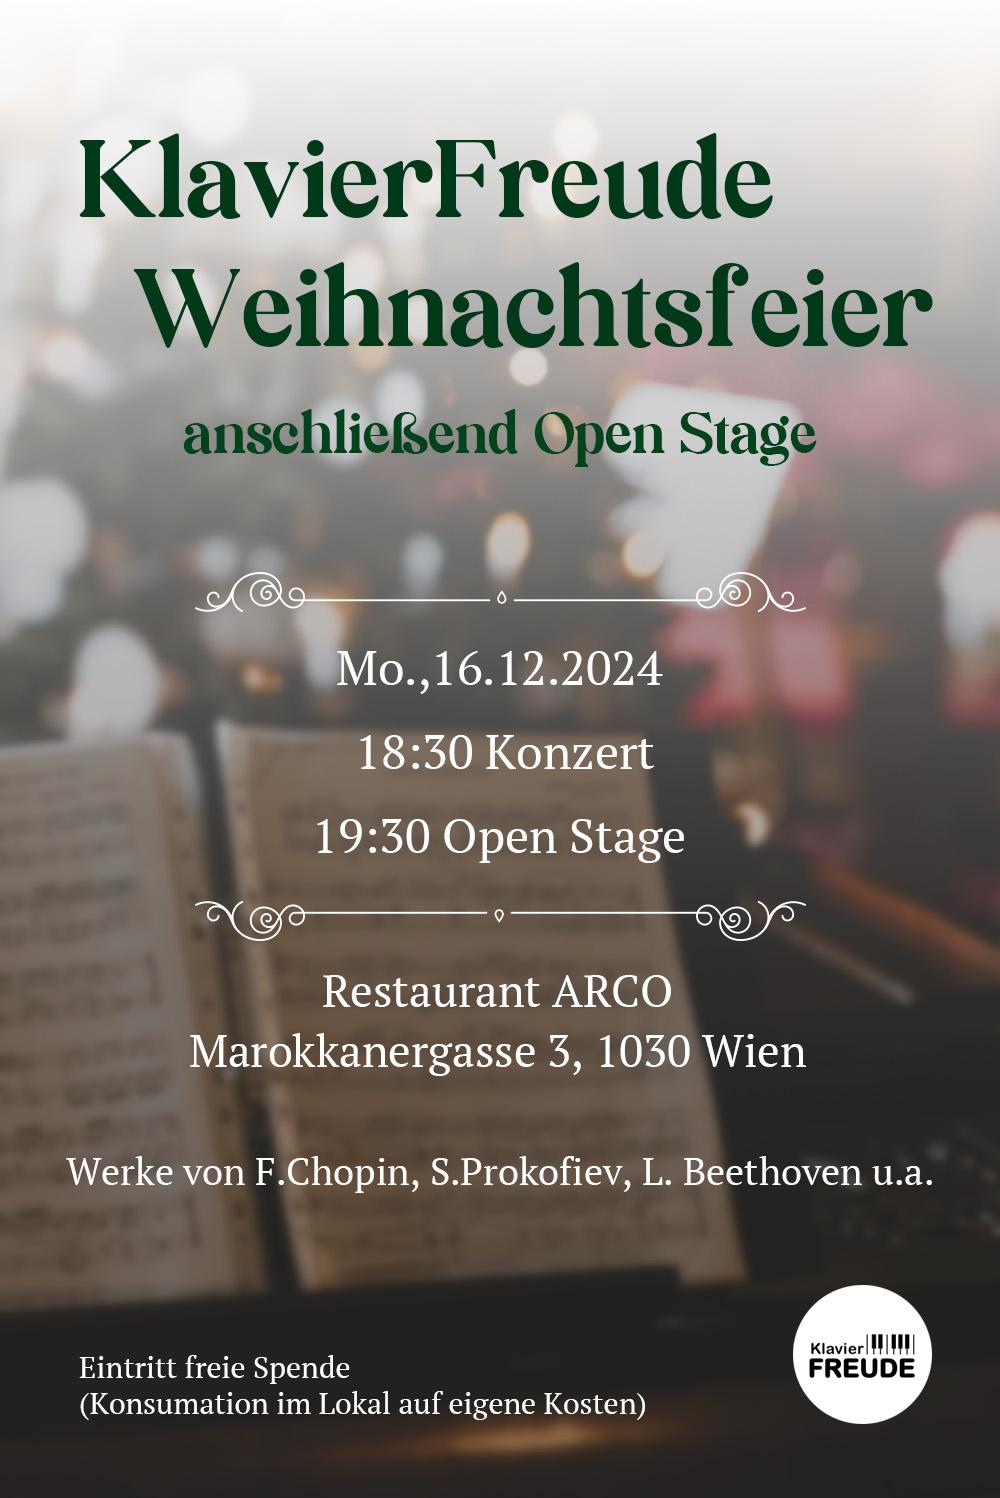 KlavierFreude
Weihnachtsfeier
anschließend Open Stage
Mo.,16.12.2024
18:30 Konzert
19:30 Open Stage
Restaurant ARCO
Marokkanergasse 3, 1030 Wien
Werke von F.Chopin, S.Prokofiev, L. Beethoven u.a.
Eintritt freie Spende
(Konsumation im Lokal auf eigene Kosten)
Klavier
FREUDE